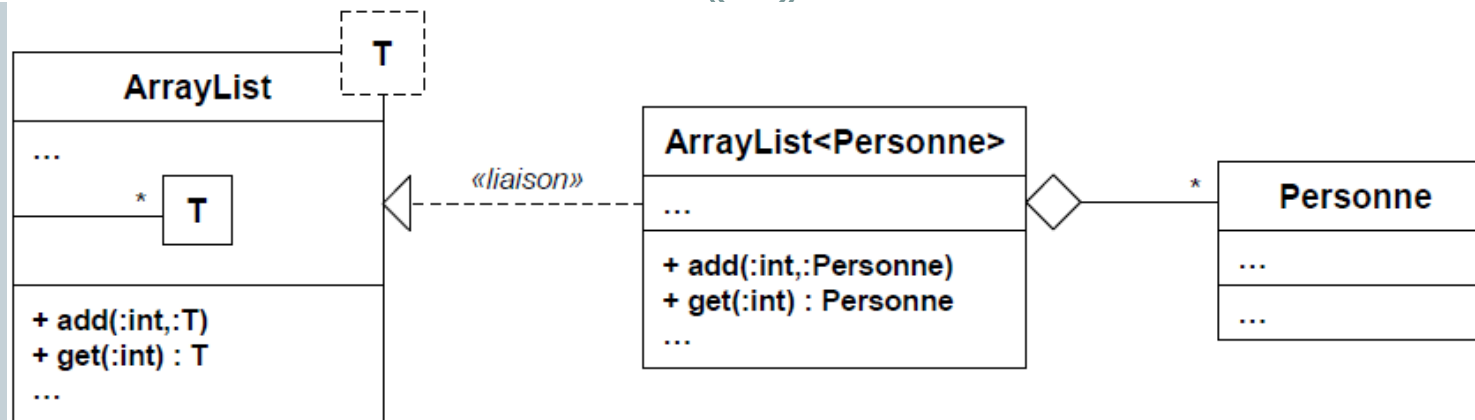 T
ArrayList
...
*
T
+ add(:int,:T)
+ get(:int) : T
...
«liaison»
ArrayList<Personne>
...
+ add(:int,:Personne)
+ get(:int) : Personne
...
*
Personne
...
...